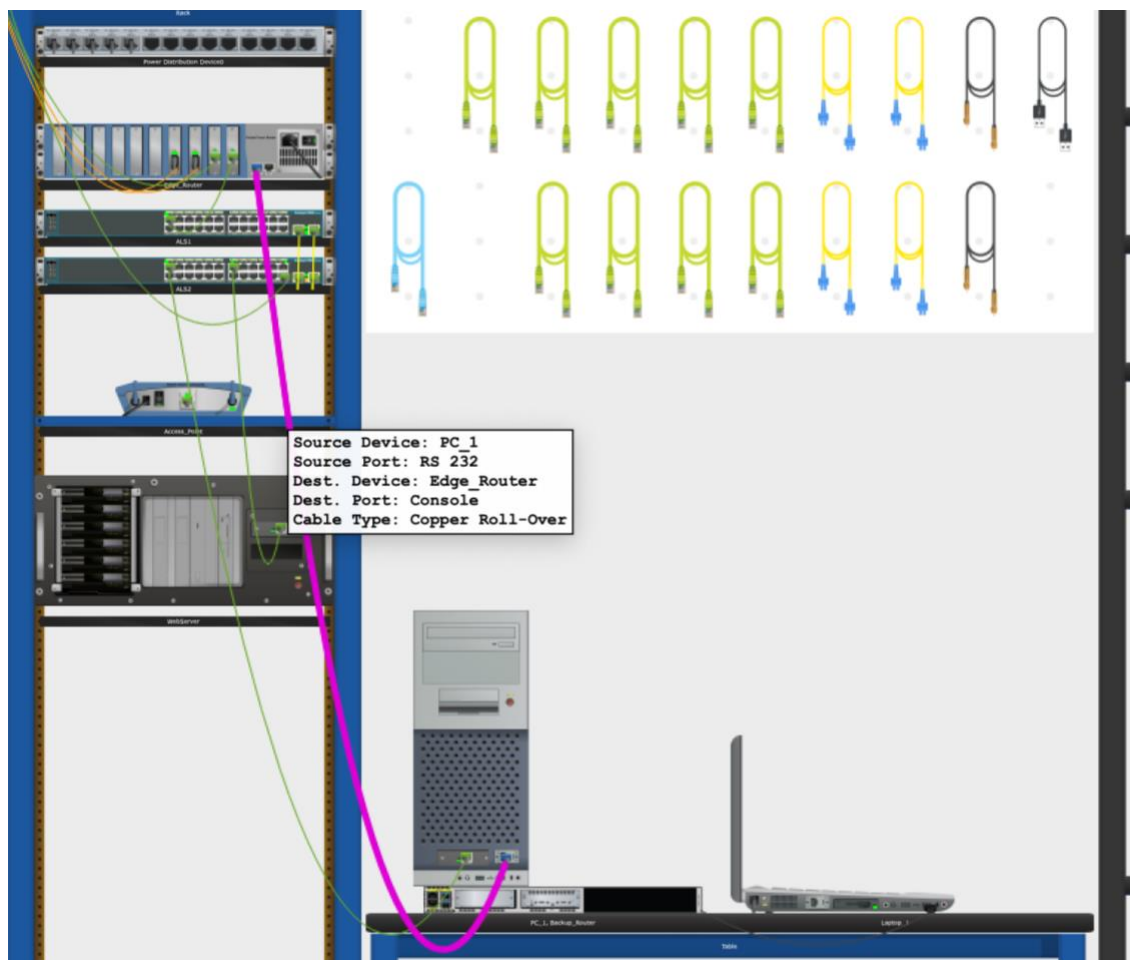 Rack
Power Distribution Device0
Edge_Router
ALS1
ALS2
Access_Point
Source Device: PC_1
Source Port: RS 232
Dest. Device: Edge_Router
Dest. Port: Console
Cable Type: Copper Roll-Over
WebServer
PC_1, Backup_Router
Laptop_1
Table